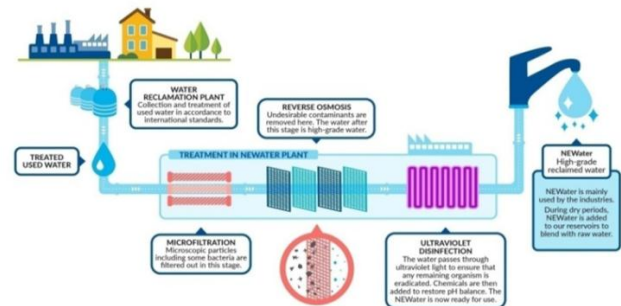 WATER
RECLAMATION PLANT
Collection and treatment of
used water in accordance to
international standards.
REVERSE OSMOSIS
Undesirable contaminants are
removed here. The water after
this stage is high-grade water.
TREATED
USED WATER
TREATMENT IN NEWATER PLANT
NEWater
High-grade
reclaimed water
NEWater is mainly
used by the industries.
During dry periods,
NEWater is added
to our reservoirs to
blend with raw water.
MICROFILTRATION
Microscopic particles
including some bacteria are
filtered out in this stage.
ULTRAVIOLET
DISINFECTION
The water passes through
ultraviolet light to ensure that
any remaining organism is
eradicated. Chemicals are then
added to restore pH balance. The
NEWater is now ready for use.